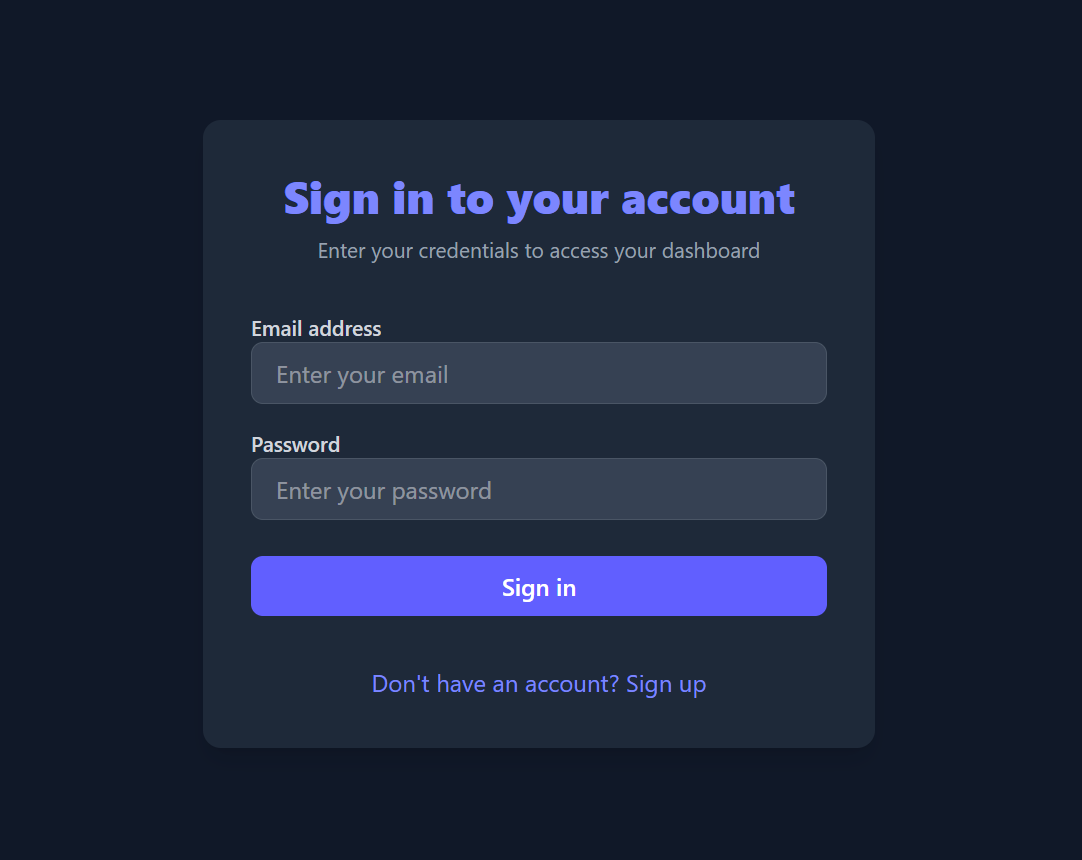 Sign in to your account
Enter your credentials to access your dashboard
Email address
Enter your email
Password
Enter your password
Sign in
Don't have an account? Sign up